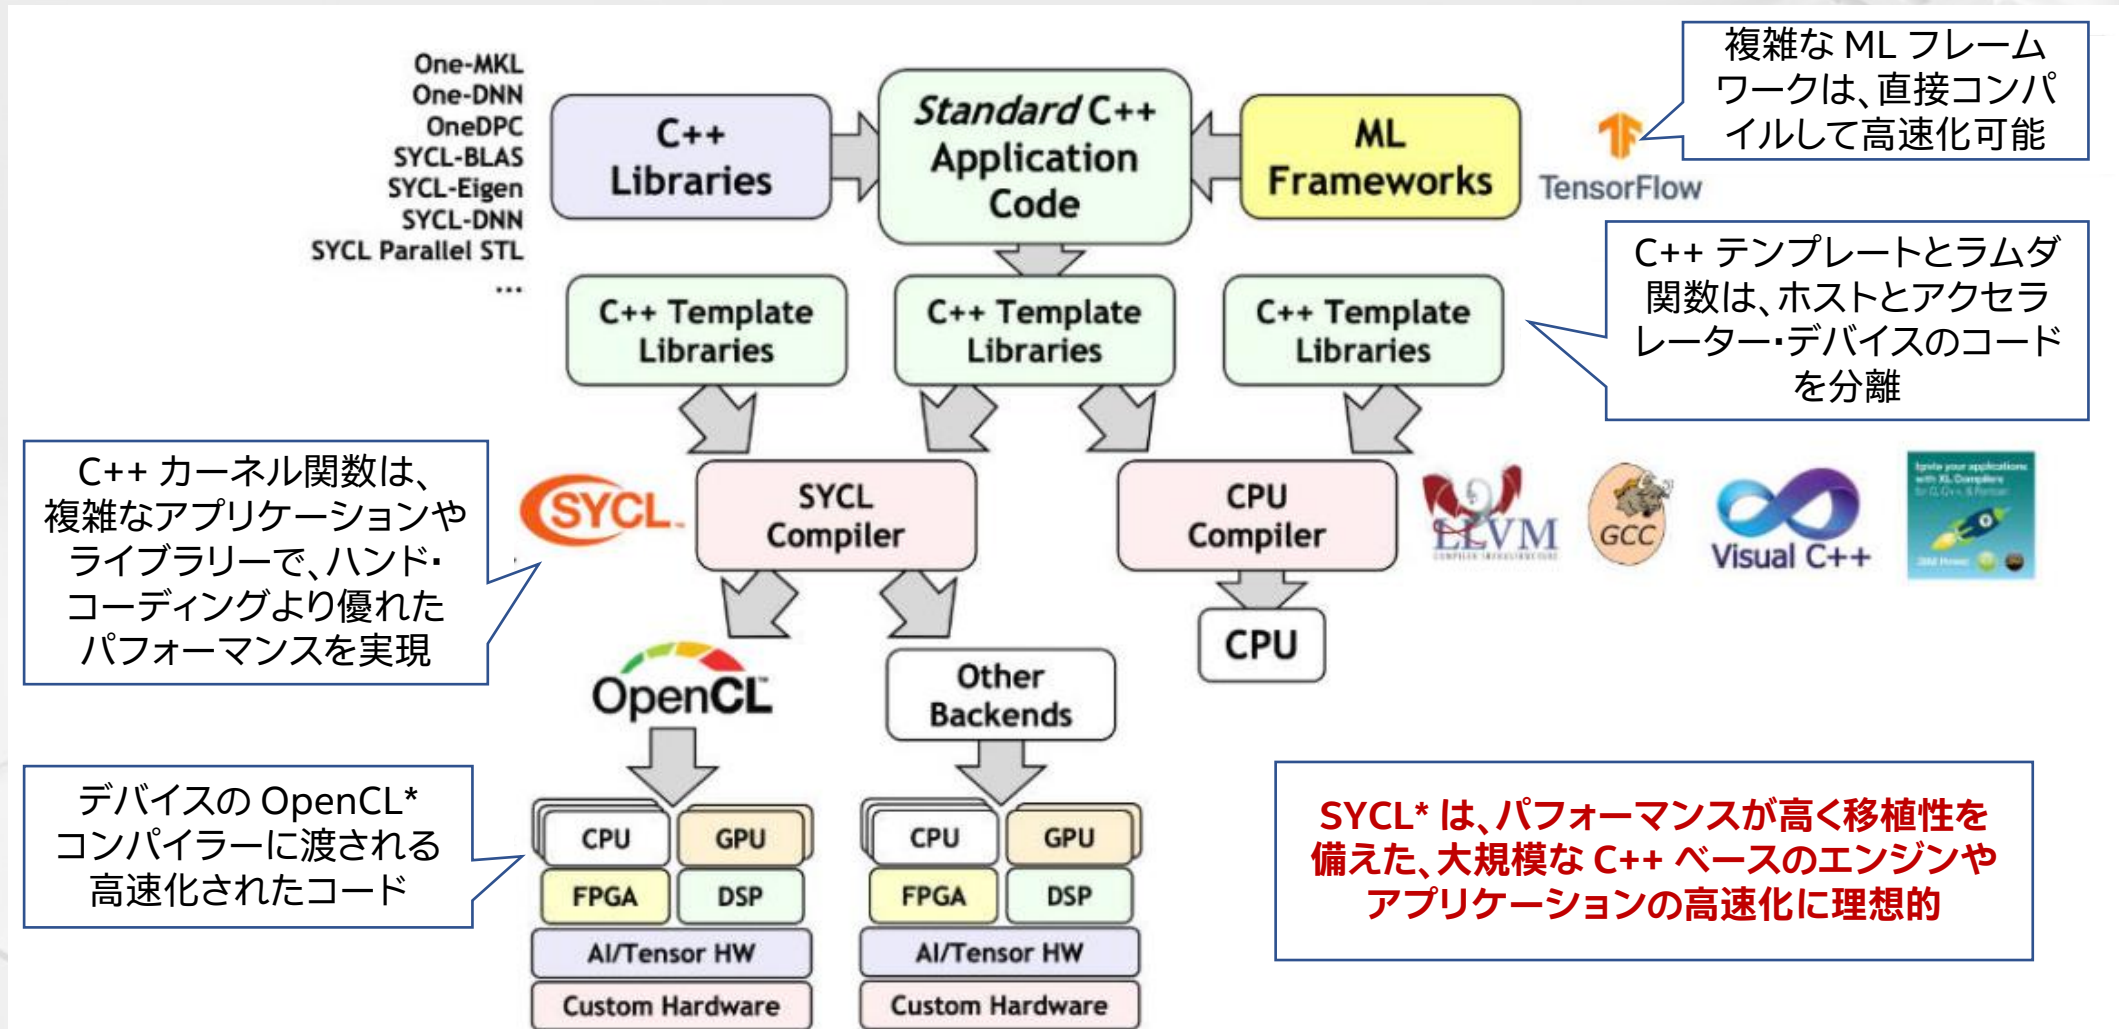 One-MKL
One-DNN
OneDPC
SYCL-BLAS
SYCL-Eigen
SYCL-DNN
SYCL Parallel STL
...
C++
Libraries
Standard C++
Application
Code
ML
Frameworks
TensorFlow
複雑な ML フレーム
ワークは、直接コンパ
イルして高速化可能
C++ Template
Libraries
C++ Template
Libraries
C++ Template
Libraries
C++ テンプレートとラムダ
関数は、ホストとアクセラ
レーター・デバイスのコード
を分離
C++ カーネル関数は、
複雑なアプリケーションや
ライブラリーで、ハンド・
コーディングより優れた
パフォーマンスを実現
SYCL™
SYCL
Compiler
CPU
Compiler
LLVM
COMPILER INFRASTRUCTURE
GCC
Visual C++
Ignite your applications
with XL Compilers
for C, C++ & Fortran
CPU
OpenCL™
Other
Backends
デバイスの OpenCL*
コンパイラーに渡される
高速化されたコード
CPU
GPU
FPGA
DSP
AI/Tensor HW
Custom Hardware
CPU
GPU
FPGA
DSP
AI/Tensor HW
Custom Hardware
SYCL* は、パフォーマンスが高く移植性を
備えた、大規模な C++ ベースのエンジンや
アプリケーションの高速化に理想的